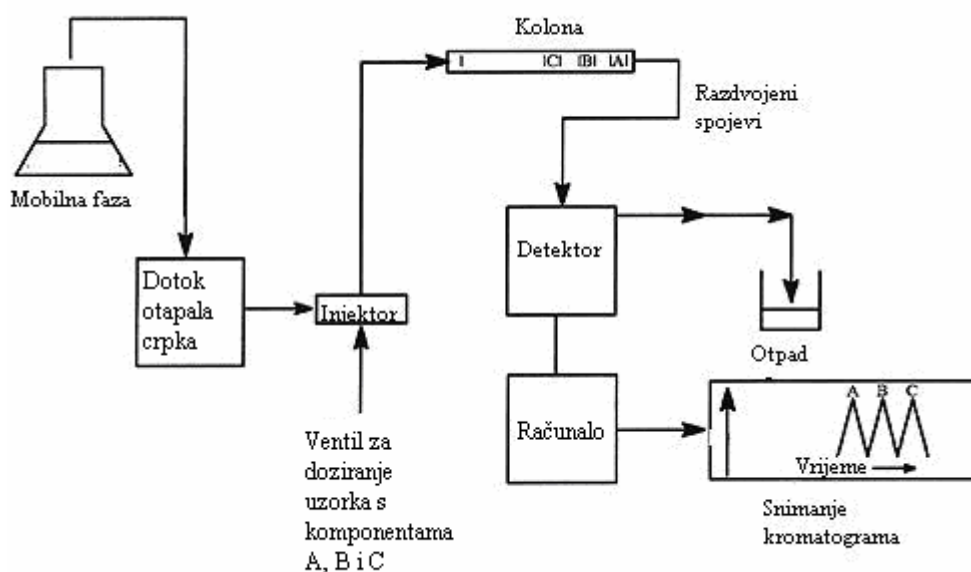 Kolona
|C| |B| |A|
Razdvojeni
spojevi
Mobilna faza
Dotok
otapala
crpka
Injektor
Detektor
Otpad
Ventil za
doziranje
uzorka s
komponentama
A, B i C
Računalo
A B C
Vrijeme
Snimanje
kromatograma